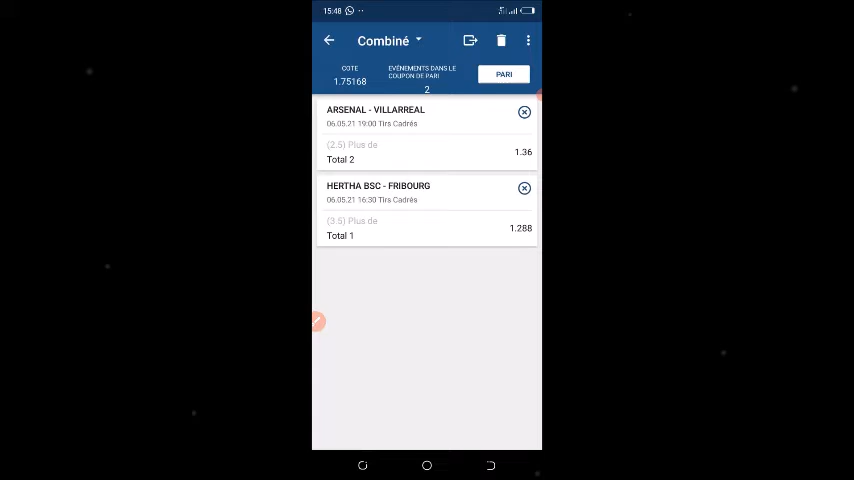 15:48
Combiné
COTE
1.75168
EVÉNEMENTS DANS LE
COUPON DE PARI
2
PARI
ARSENAL - VILLARREAL
06.05.21 19:00 Tirs Cadrés
(2.5) Plus de
Total 2
1.36
HERTHA BSC - FRIBOURG
06.05.21 16:30 Tirs Cadrés
(3.5) Plus de
Total 1
1.288